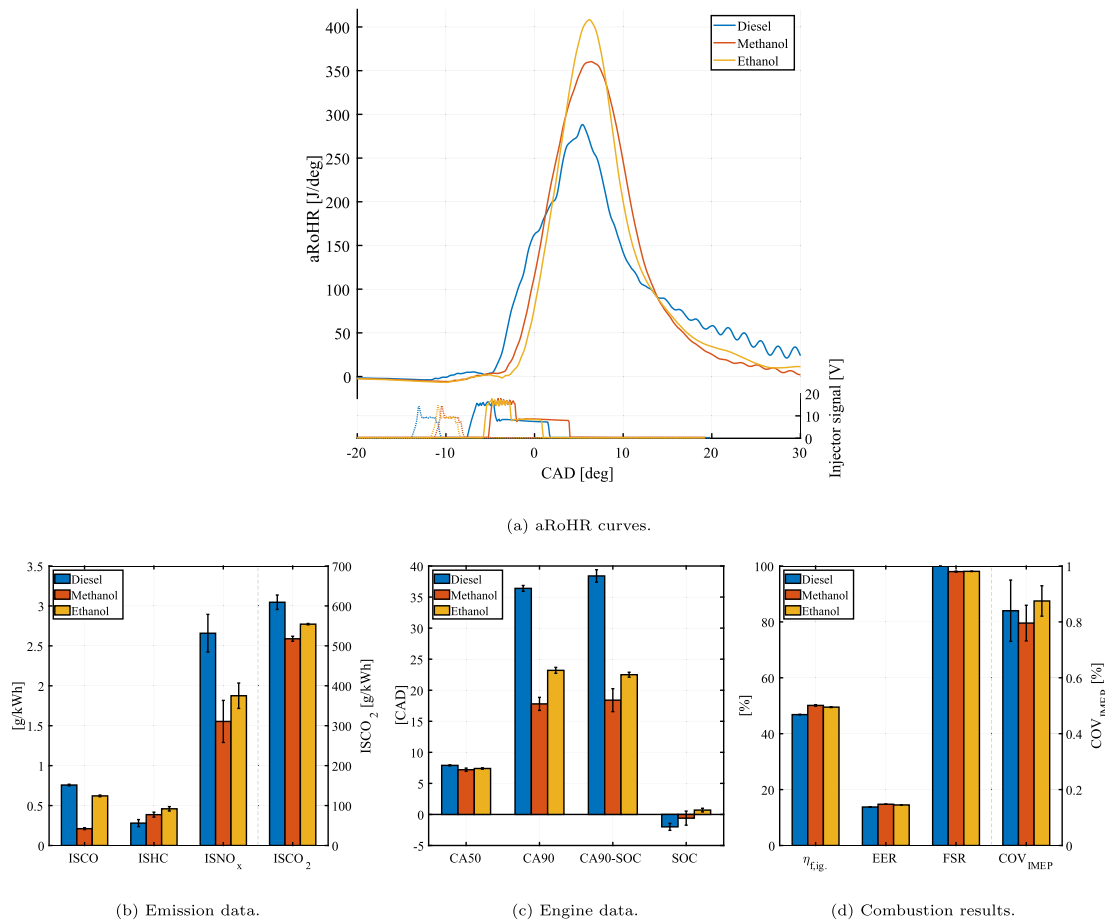 400
350
300
250
200
150
100
50
0
aRoHR [J/deg]
Diesel
Methanol
Ethanol
20
10
0
Injector signal [V]
-20 -10 0 10 20 30
CAD [deg]
(a) aRoHR curves.
3.5
3
2.5
2
1.5
1
0.5
0
[g/kWh]
Diesel
Methanol
Ethanol
700
600
500
400
300
200
100
0
ISCO2 [g/kWh]
ISCO ISHC ISNOx ISCO2
(b) Emission data.
40
35
30
25
20
15
10
5
0
-5
[CAD]
Diesel
Methanol
Ethanol
CA50 CA90 CA90-SOC SOC
(c) Engine data.
100
80
60
40
20
0
[%]
Diesel
Methanol
Ethanol
1
0.8
0.6
0.4
0.2
0
COVIMEP [%]
ηf,ig. EER FSR COVIMEP
(d) Combustion results.